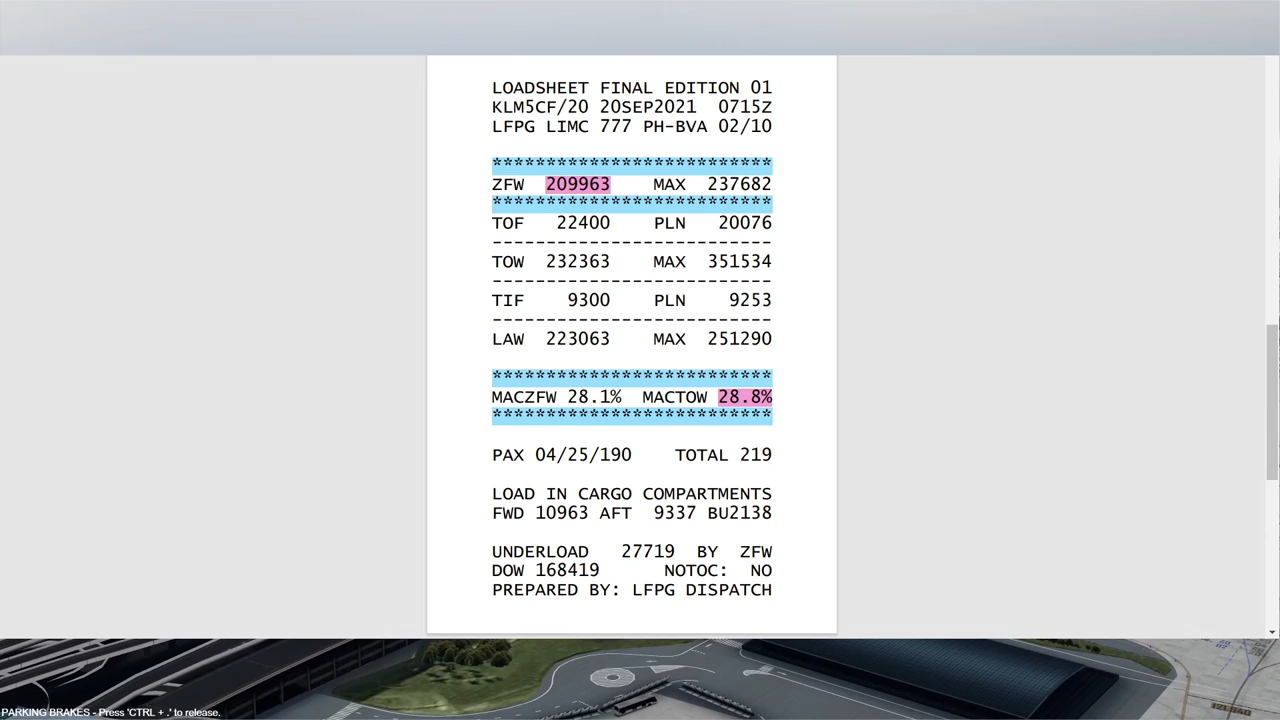 LOADSHEET FINAL EDITION 01
KLM5CF/20 20SEP2021 0715Z
LFPG LIMC 777 PH-BVA 02/10
**************************
ZFW 209963 MAX 237682
**************************
TOF 22400 PLN 20076
--------------------------
TOW 232363 MAX 351534
--------------------------
TIF 9300 PLN 9253
--------------------------
LAW 223063 MAX 251290
**************************
MACZFW 28.1% MACTOW 28.8%
**************************
PAX 04/25/190 TOTAL 219
LOAD IN CARGO COMPARTMENTS
FWD 10963 AFT 9337 BU2138
UNDERLOAD 27719 BY ZFW
DOW 168419 NOTOC: NO
PREPARED BY: LFPG DISPATCH
PARKING BRAKES - Press 'CTRL + .' to release.